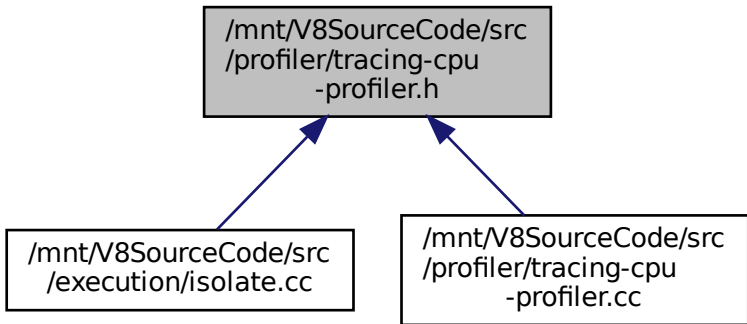 /mnt/V8SourceCode/src
/profiler/tracing-cpu
-profiler.h
/mnt/V8SourceCode/src
/execution/isolate.cc
/mnt/V8SourceCode/src
/profiler/tracing-cpu
-profiler.cc